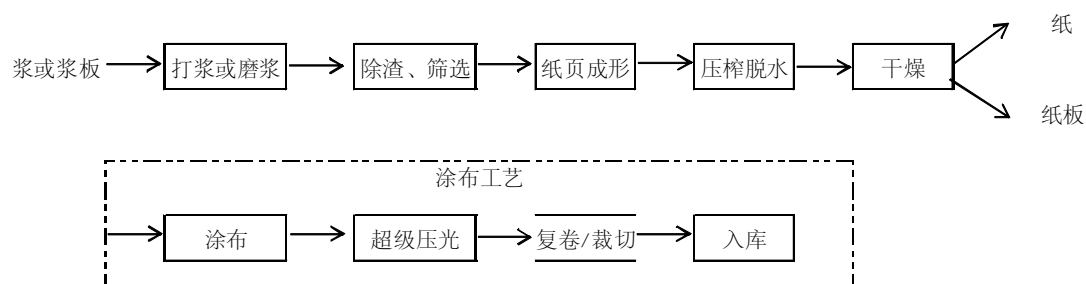 纸
浆或浆板 打浆或磨浆 除渣、筛选 纸页成形 压榨脱水 干燥
纸板
涂布工艺
涂布 超级压光 复卷/裁切 入库